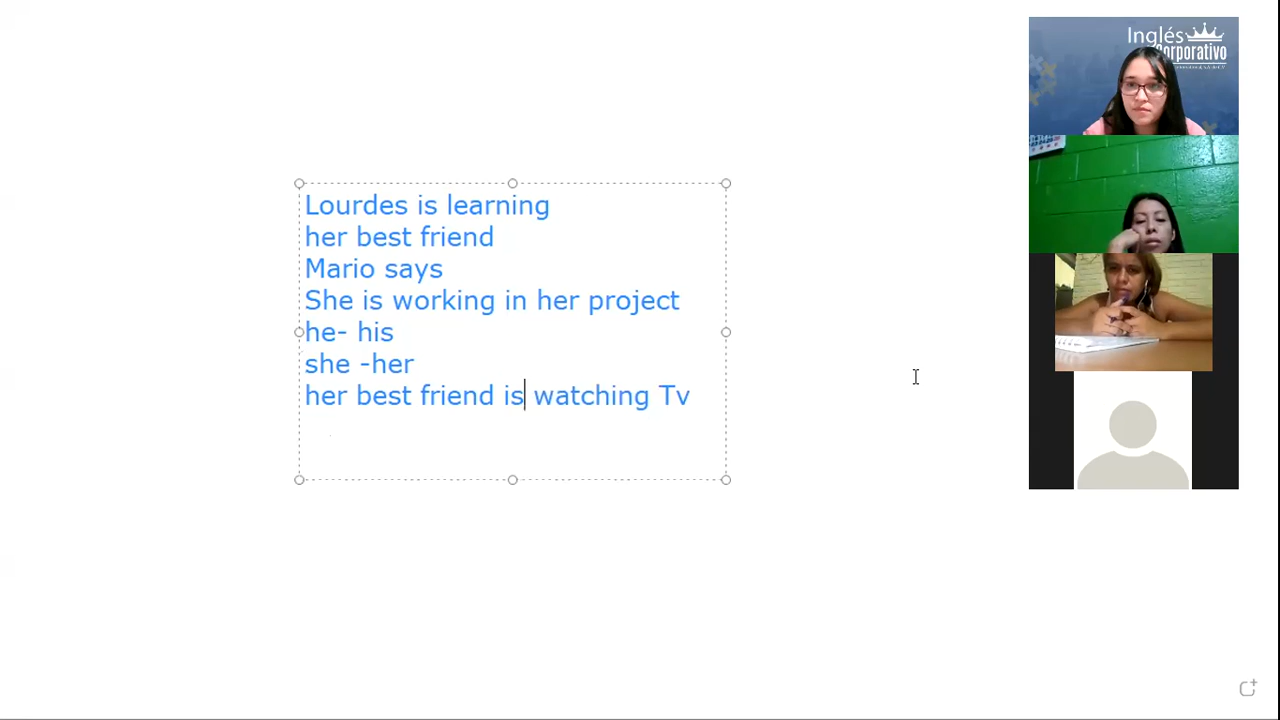 Lourdes is learning
her best friend
Mario says
She is working in her project
he- his
she -her
her best friend is watching Tv
Inglés
Corporativo